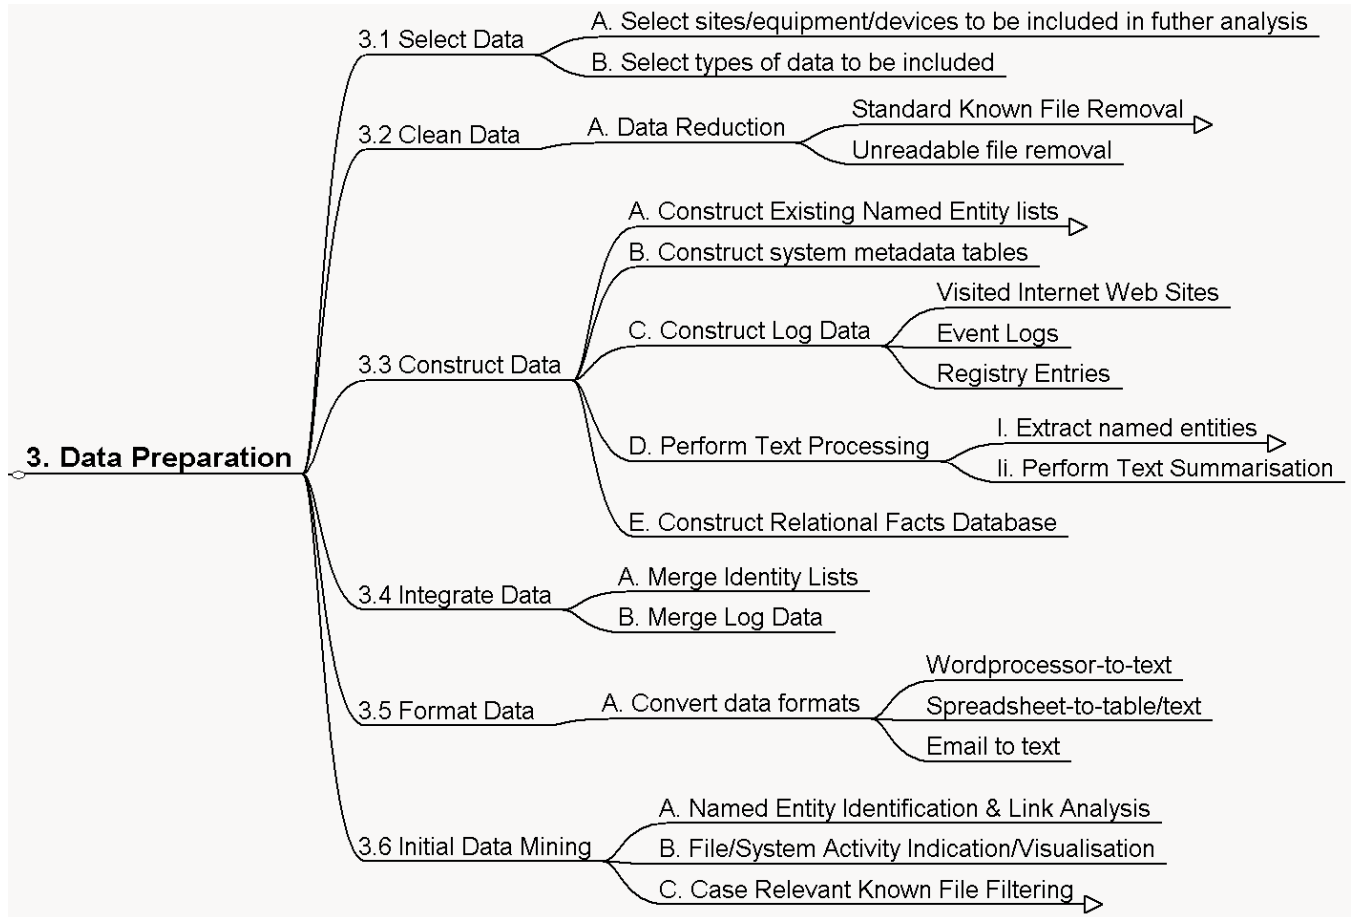 3. Data Preparation
3.1 Select Data
A. Select sites/equipment/devices to be included in futher analysis
B. Select types of data to be included
3.2 Clean Data
A. Data Reduction
Standard Known File Removal
Unreadable file removal
3.3 Construct Data
A. Construct Existing Named Entity lists
B. Construct system metadata tables
C. Construct Log Data
Visited Internet Web Sites
Event Logs
Registry Entries
D. Perform Text Processing
I. Extract named entities
Ii. Perform Text Summarisation
E. Construct Relational Facts Database
3.4 Integrate Data
A. Merge Identity Lists
B. Merge Log Data
3.5 Format Data
A. Convert data formats
Wordprocessor-to-text
Spreadsheet-to-table/text
Email to text
3.6 Initial Data Mining
A. Named Entity Identification & Link Analysis
B. File/System Activity Indication/Visualisation
C. Case Relevant Known File Filtering